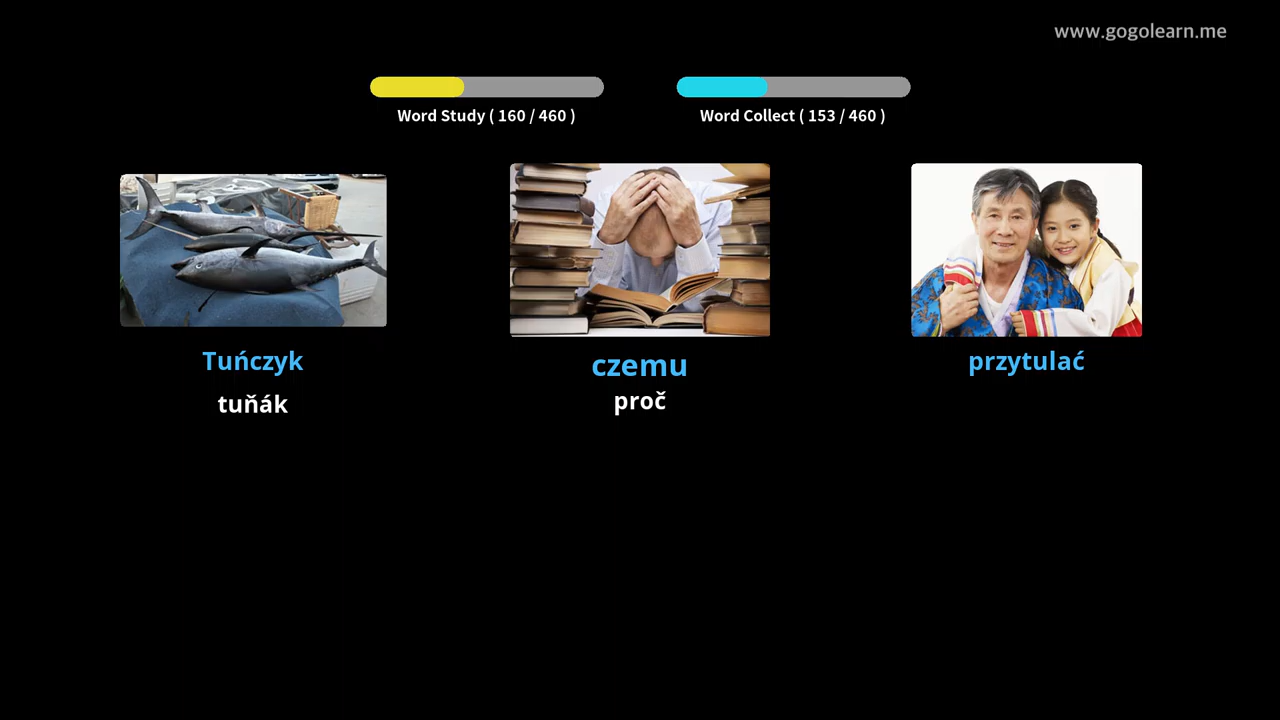 www.gogolearn.me
Word Study ( 160 / 460 )
Word Collect ( 153 / 460 )
Tuńczyk
czemu
przytulać
tuňák
proč